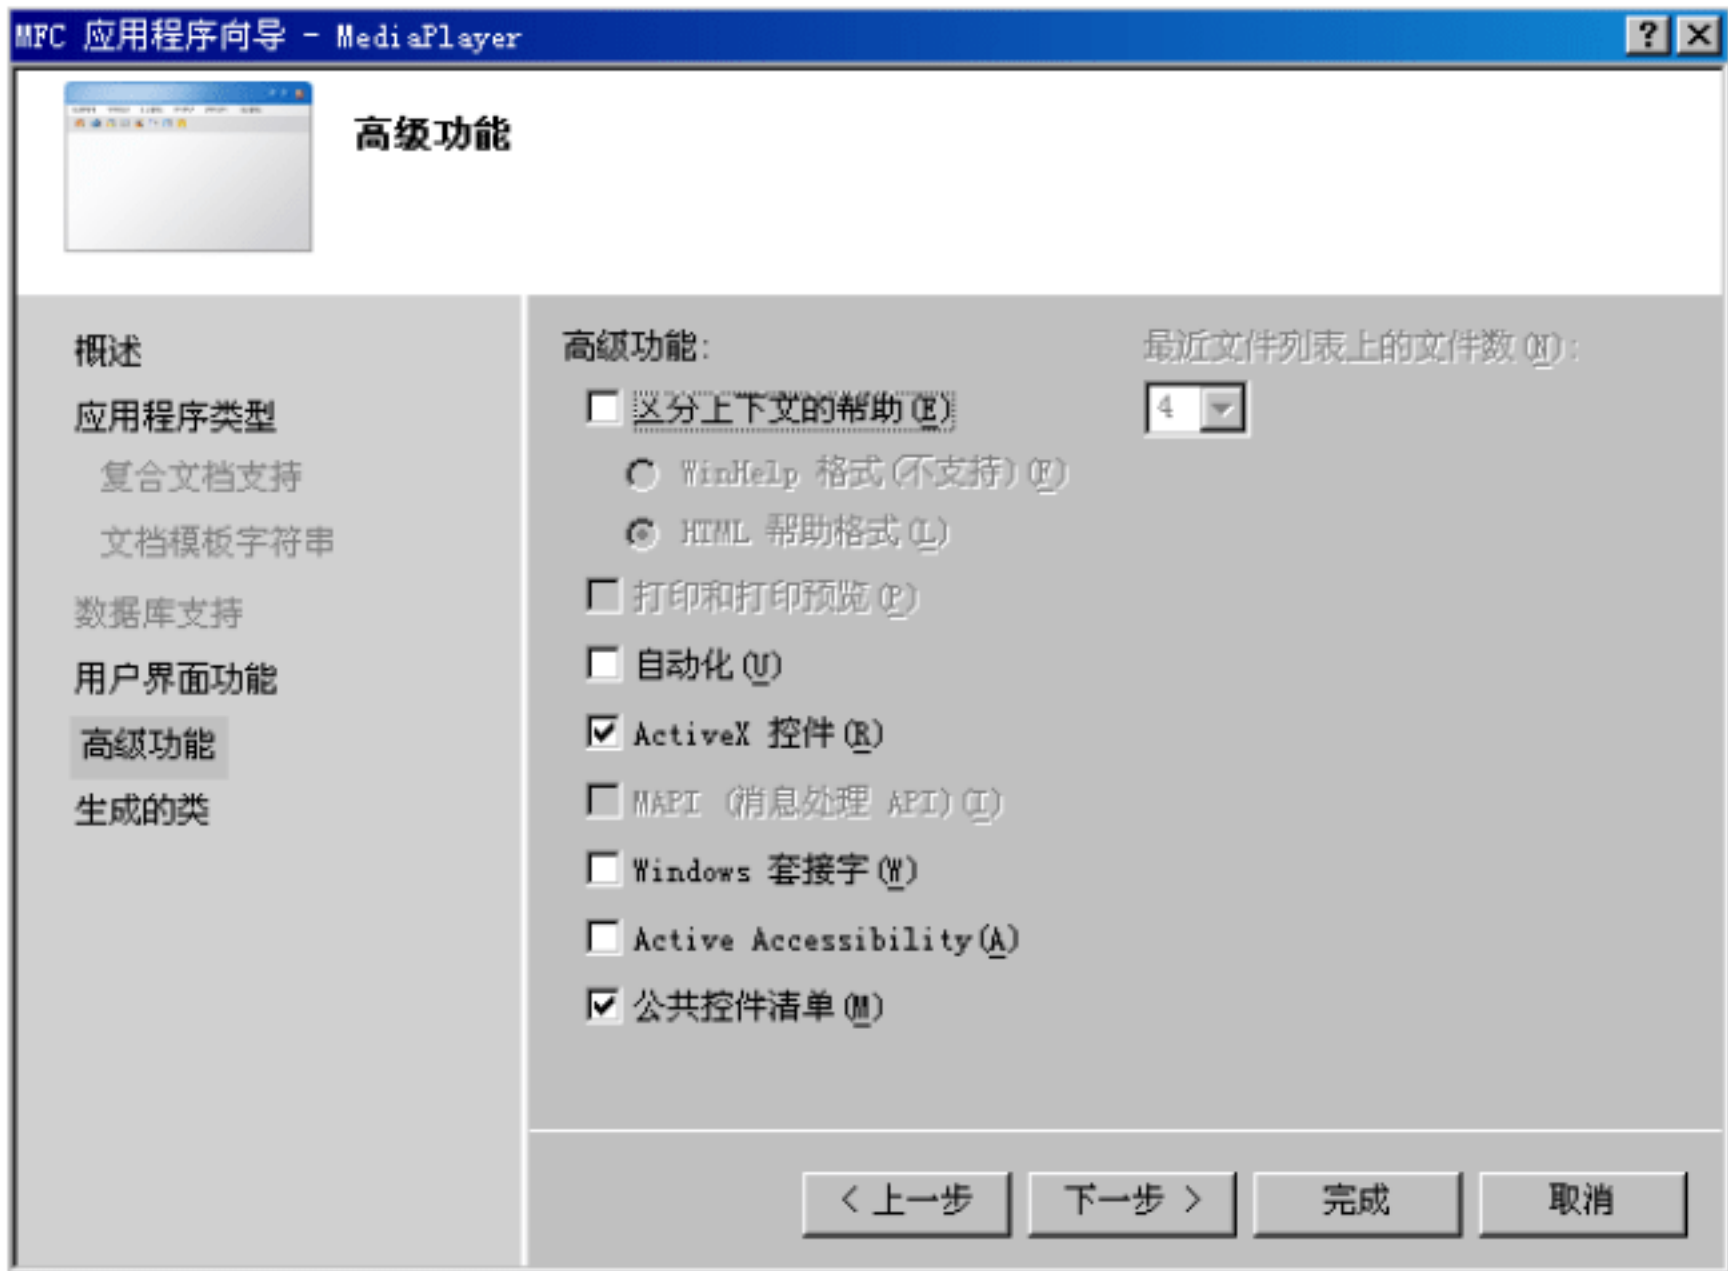 MFC 应用程序向导 - MediaPlayer
高级功能
概述
应用程序类型
复合文档支持
文档模板字符串
数据库支持
用户界面功能
高级功能
生成的类
高级功能:
区分上下文的帮助(E)
WinHelp 格式(不支持)(F)
HTML 帮助格式(L)
打印和打印预览(P)
自动化(U)
ActiveX 控件(R)
MAPI (消息处理 API)(I)
Windows 套接字(W)
Active Accessibility(A)
公共控件清单(M)
最近文件列表上的文件数(N):
4
< 上一步
下一步 >
完成
取消